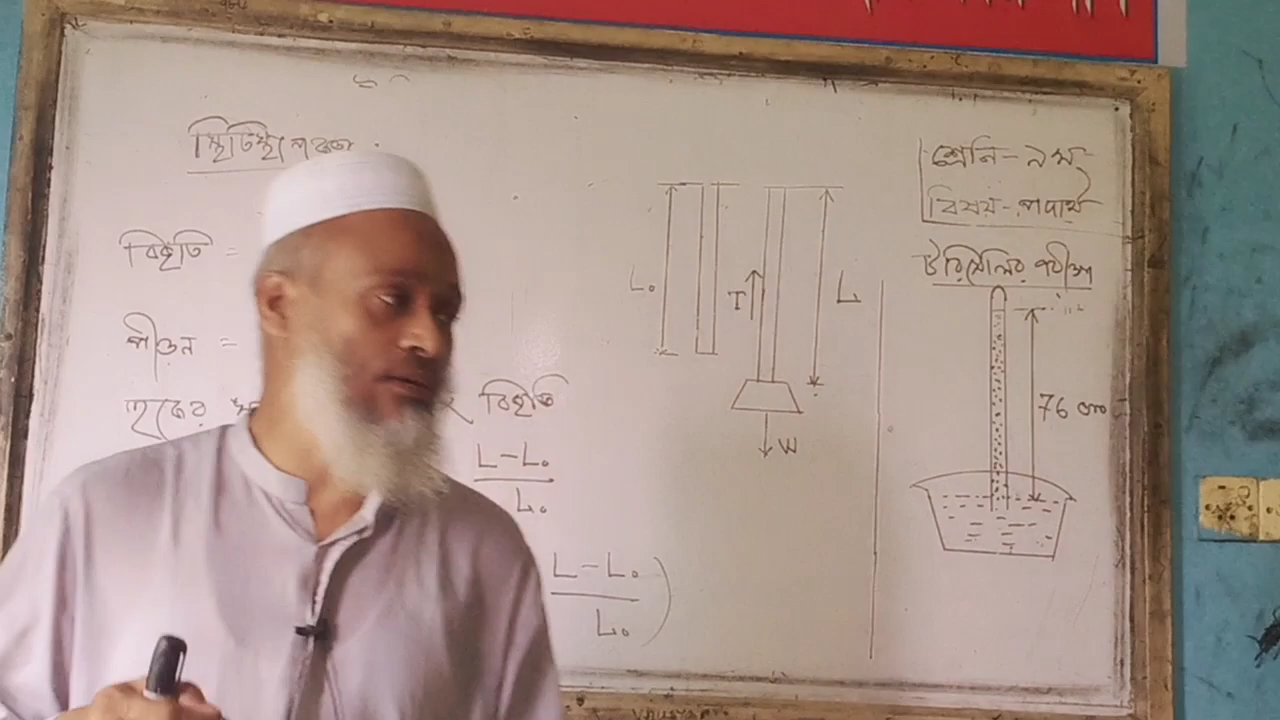 স্থিতিস্থাপকতা
বিকৃতি =
পীড়ন =
হুকের
বিকৃতি
L-L₀
L₀
L-L₀ )
L₀
L₀
T
L
W
শ্রেনি-৯ম
বিষয়-পদার্থ
টরিসেলির পরীক্ষা
76 cm